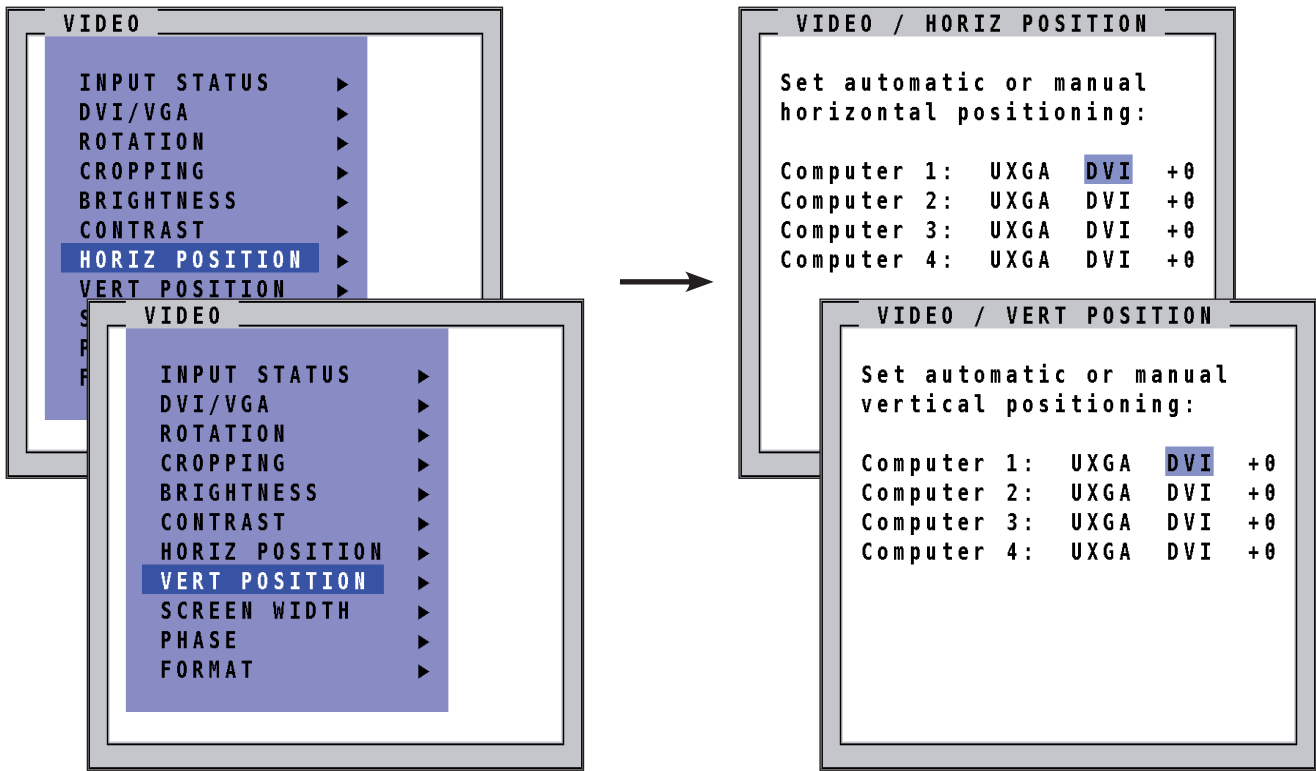 VIDEO
INPUT STATUS
DVI/VGA
ROTATION
CROPPING
BRIGHTNESS
CONTRAST
HORIZ POSITION
VERT POSITION
S
P
F
VIDEO
INPUT STATUS
DVI/VGA
ROTATION
CROPPING
BRIGHTNESS
CONTRAST
HORIZ POSITION
VERT POSITION
SCREEN WIDTH
PHASE
FORMAT
VIDEO / HORIZ POSITION
Set automatic or manual
horizontal positioning:
Computer 1: UXGA DVI +0
Computer 2: UXGA DVI +0
Computer 3: UXGA DVI +0
Computer 4: UXGA DVI +0
VIDEO / VERT POSITION
Set automatic or manual
vertical positioning:
Computer 1: UXGA DVI +0
Computer 2: UXGA DVI +0
Computer 3: UXGA DVI +0
Computer 4: UXGA DVI +0